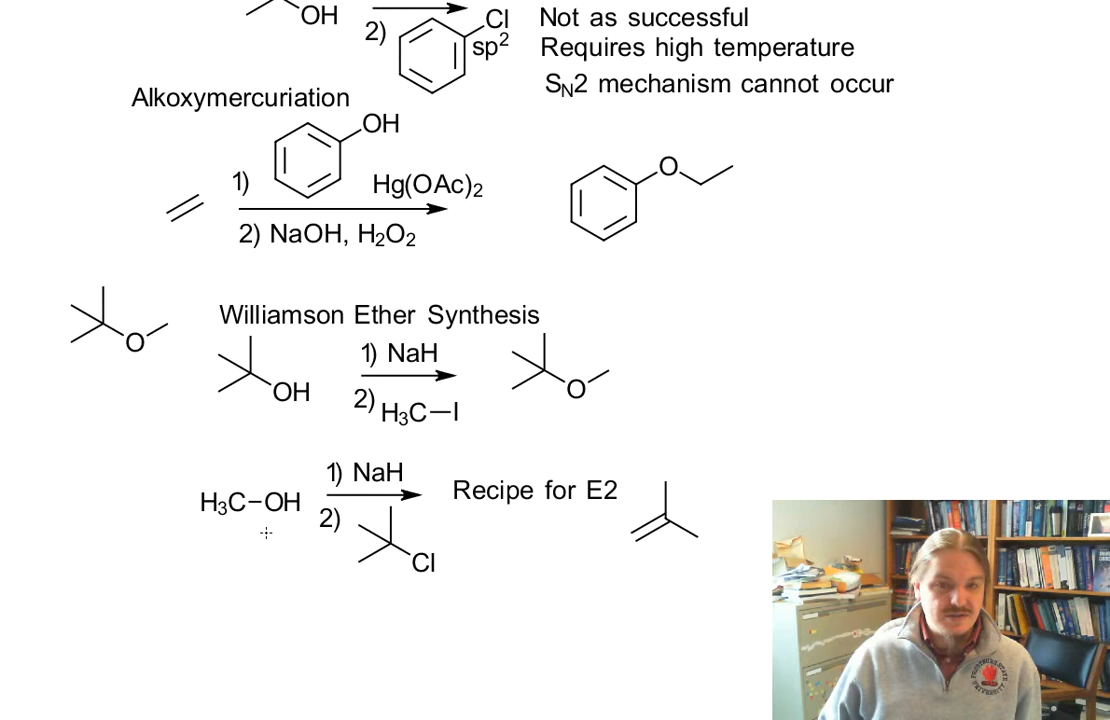 OH
2)
Cl
sp2
Not as successful
Requires high temperature
SN2 mechanism cannot occur
Alkoxymercuriation
1)
OH
Hg(OAc)2
2) NaOH, H2O2
O
O
Williamson Ether Synthesis
OH
1) NaH
2) H3C–I
O
H3C–OH
1) NaH
2)
Cl
Recipe for E2